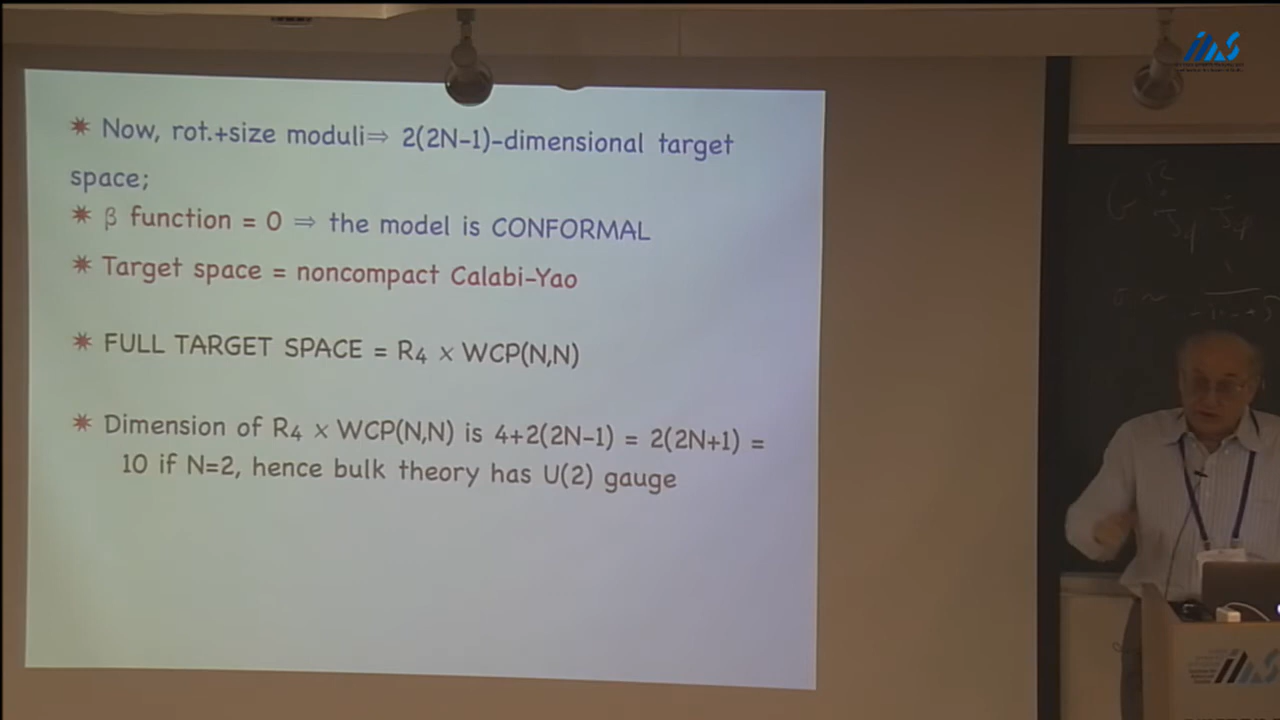 ✷ Now, rot.+size moduli⇒ 2(2N-1)-dimensional target
space;
✷ β function = 0 ⇒ the model is CONFORMAL
✷ Target space = noncompact Calabi-Yao
✷ FULL TARGET SPACE = R₄ × WCP(N,N)
✷ Dimension of R₄ × WCP(N,N) is 4+2(2N-1) = 2(2N+1) =
10 if N=2, hence bulk theory has U(2) gauge